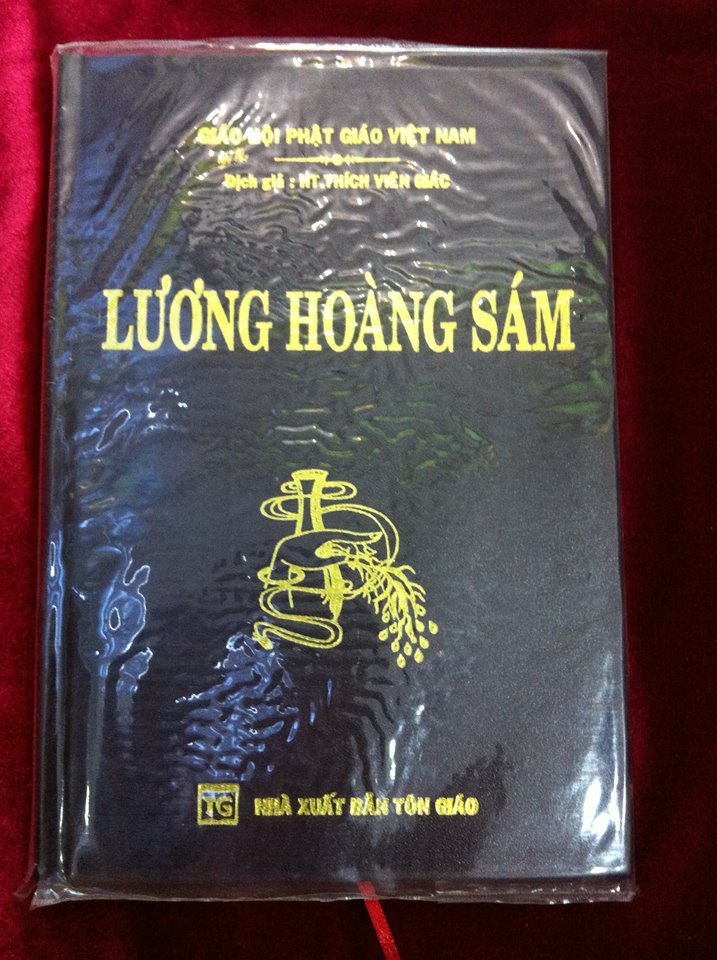 GIÁO HỘI PHẬT GIÁO VIỆT NAM
Dịch giả : HT.THÍCH VIÊN GIÁC
LƯƠNG HOÀNG SÁM
TG NHÀ XUẤT BẢN TÔN GIÁO